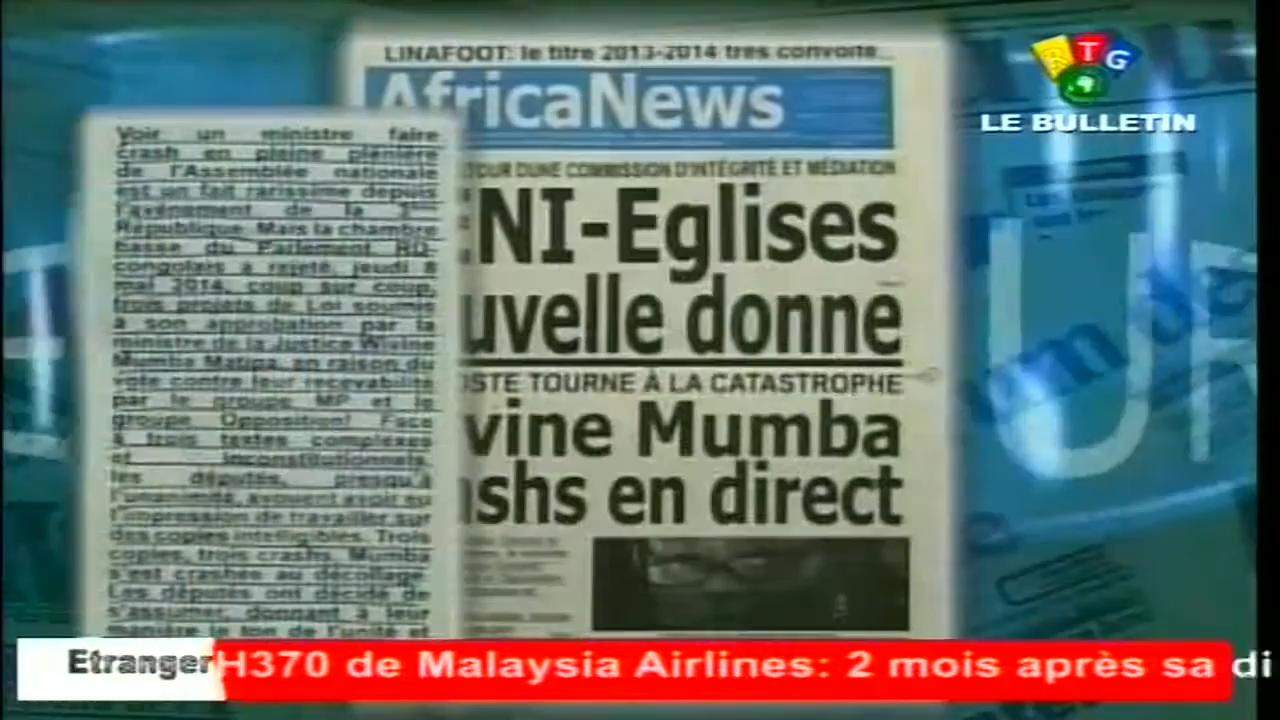 LINAFOOT: le titre 2013-2014 très convoité...
AfricaNews
RTG@
LE BULLETIN
TOUR DUNE COMMISSION D'INTÉGRITÉ ET MÉDIATION
NI-Eglises
uvelle donne
OSTE TOURNE À LA CATASTROPHE
vine Mumba
ashs en direct
Voir un ministre faire
crash en pleine plénière
de l'Assemblée nationale
est un fait rarissime depuis
l'avénement de la 3ème
République. Mais la chambre
basse du Parlement RD-
congolais a rejeté, jeudi 8
mai 2014, coup sur coup,
trois projets de Loi soumis
à son approbation par la
ministre de la Justice Wivine
Mumba Matipa, en raison du
vote contre leur recevabilité
par le groupe MP et le
groupe Opposition! Face
à trois textes complexes
et inconstitutionnels,
les députés, presqu'à
l'unanimité, avouent avoir eu
l'impression de travailler sur
des copies intelligibles. Trois
copies, trois crashs. Mumba
s'est crashée au décollage.
Les députés ont décidé de
s'assumer, donnant à leur
manière le ton de l'unité et
Etranger
H370 de Malaysia Airlines: 2 mois après sa di